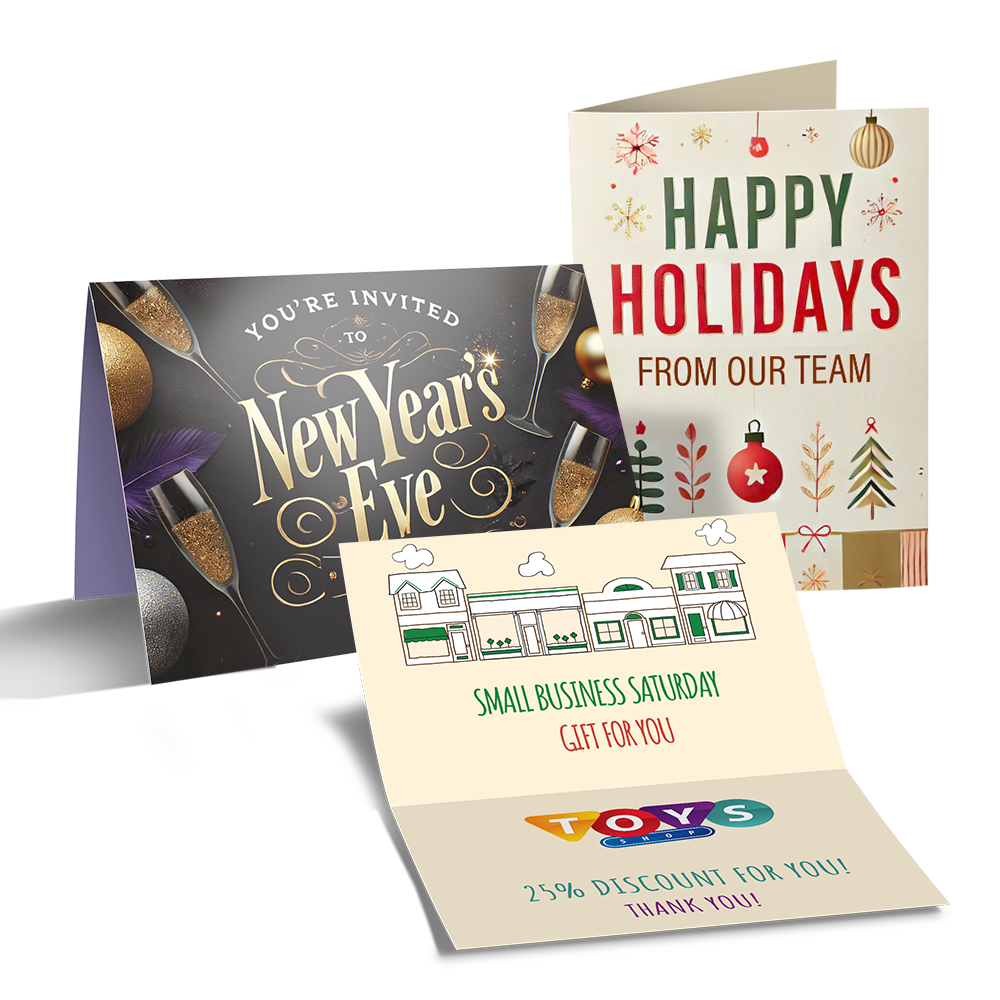 YOU'RE INVITED
TO
New Year's
Eve
HAPPY
HOLIDAYS
FROM OUR TEAM
SMALL BUSINESS SATURDAY
GIFT FOR YOU
TOYS
SHOP
25% DISCOUNT FOR YOU!
THANK YOU!